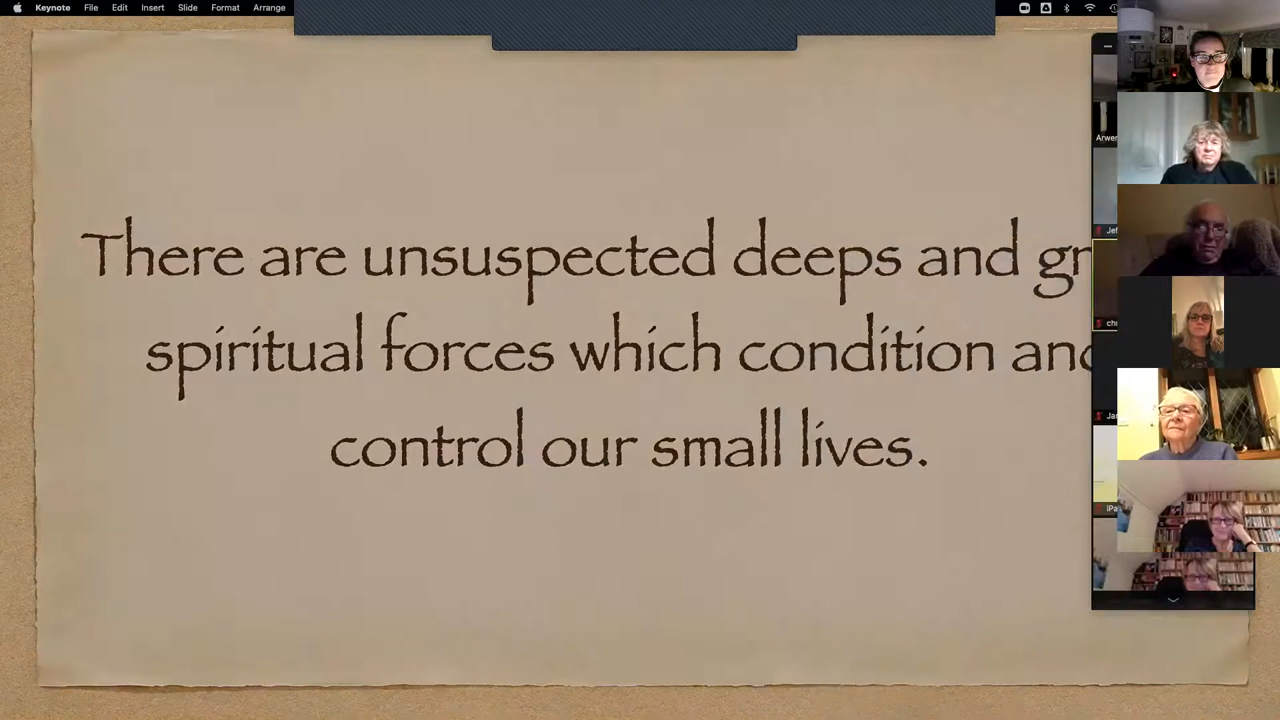 Keynote File Edit Insert Slide Format Arrange
There are unsuspected deeps and
spiritual forces which condition and
control our small lives.